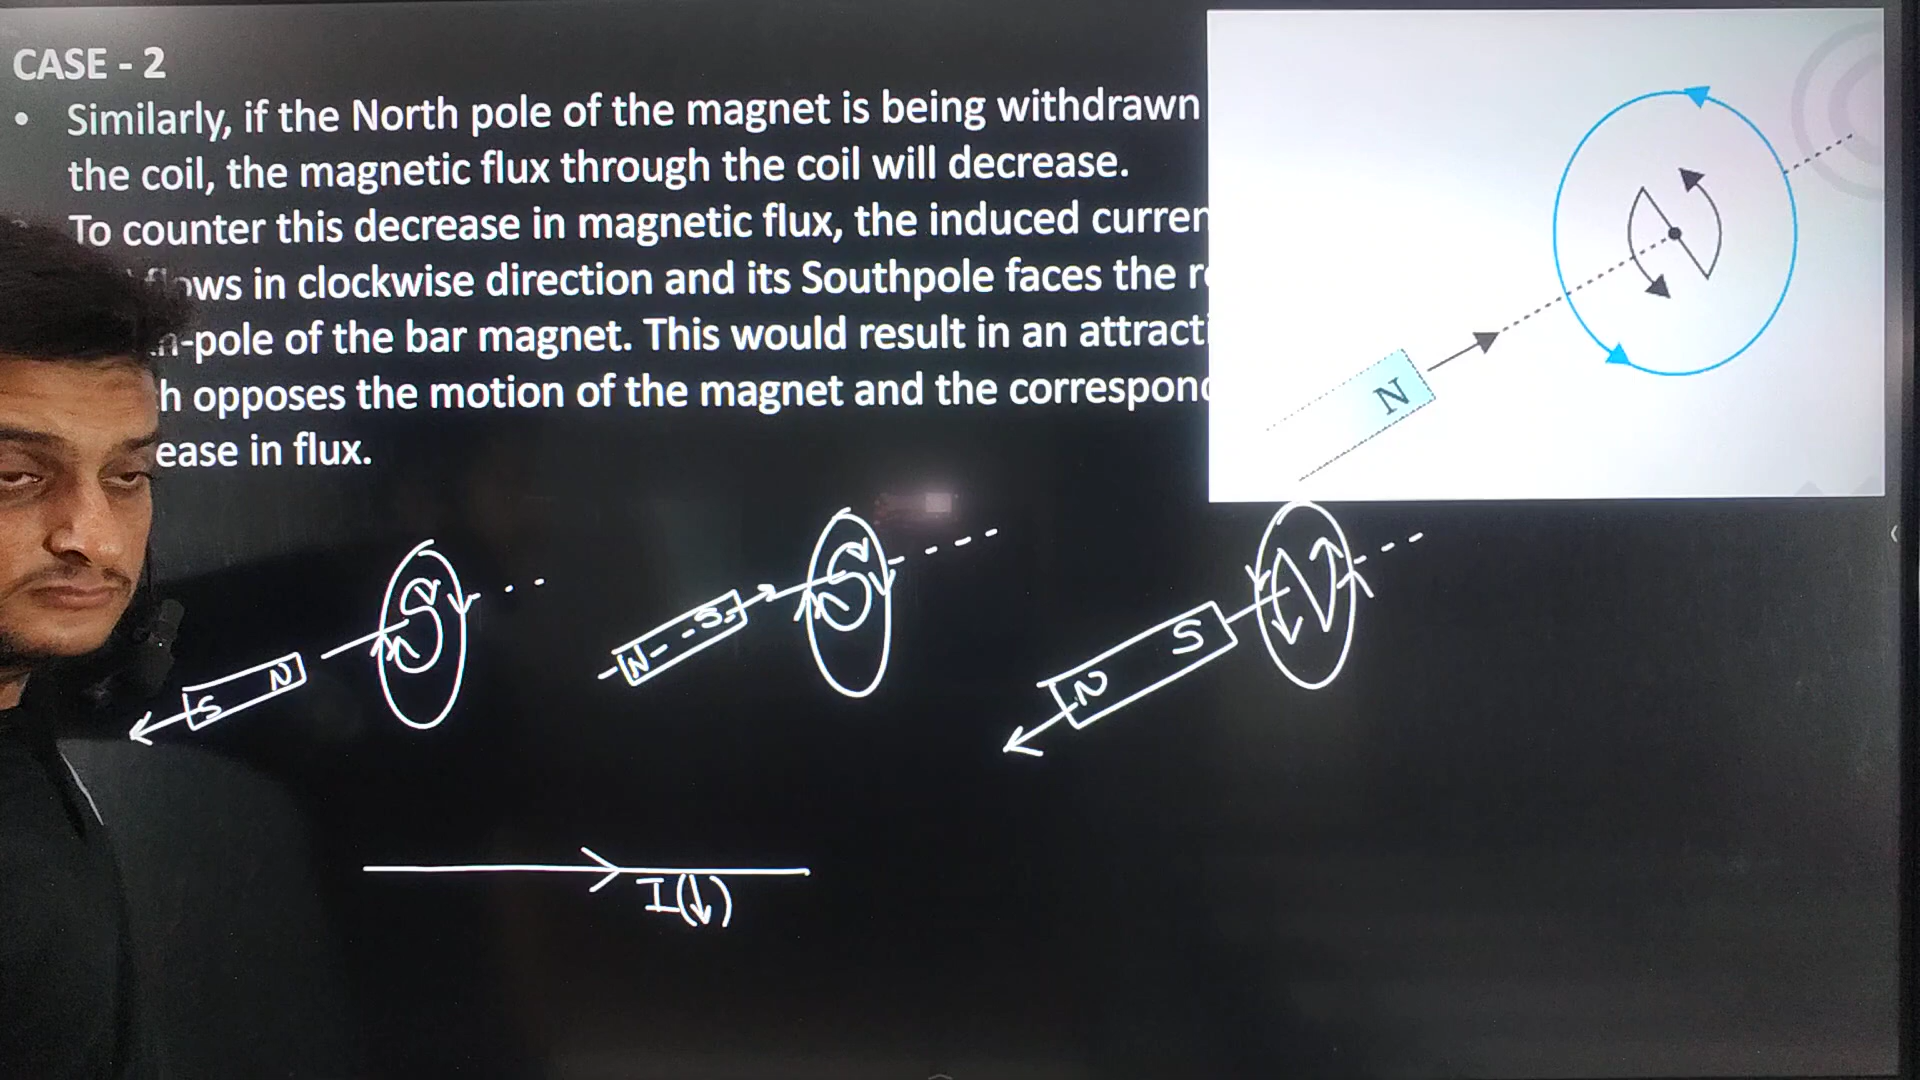 CASE - 2
• Similarly, if the North pole of the magnet is being withdrawn
the coil, the magnetic flux through the coil will decrease.
To counter this decrease in magnetic flux, the induced curren
ows in clockwise direction and its Southpole faces the r
-pole of the bar magnet. This would result in an attracti
h opposes the motion of the magnet and the correspon
ease in flux.
N
N
S N
S
N S
S
N S
N
I(↓)